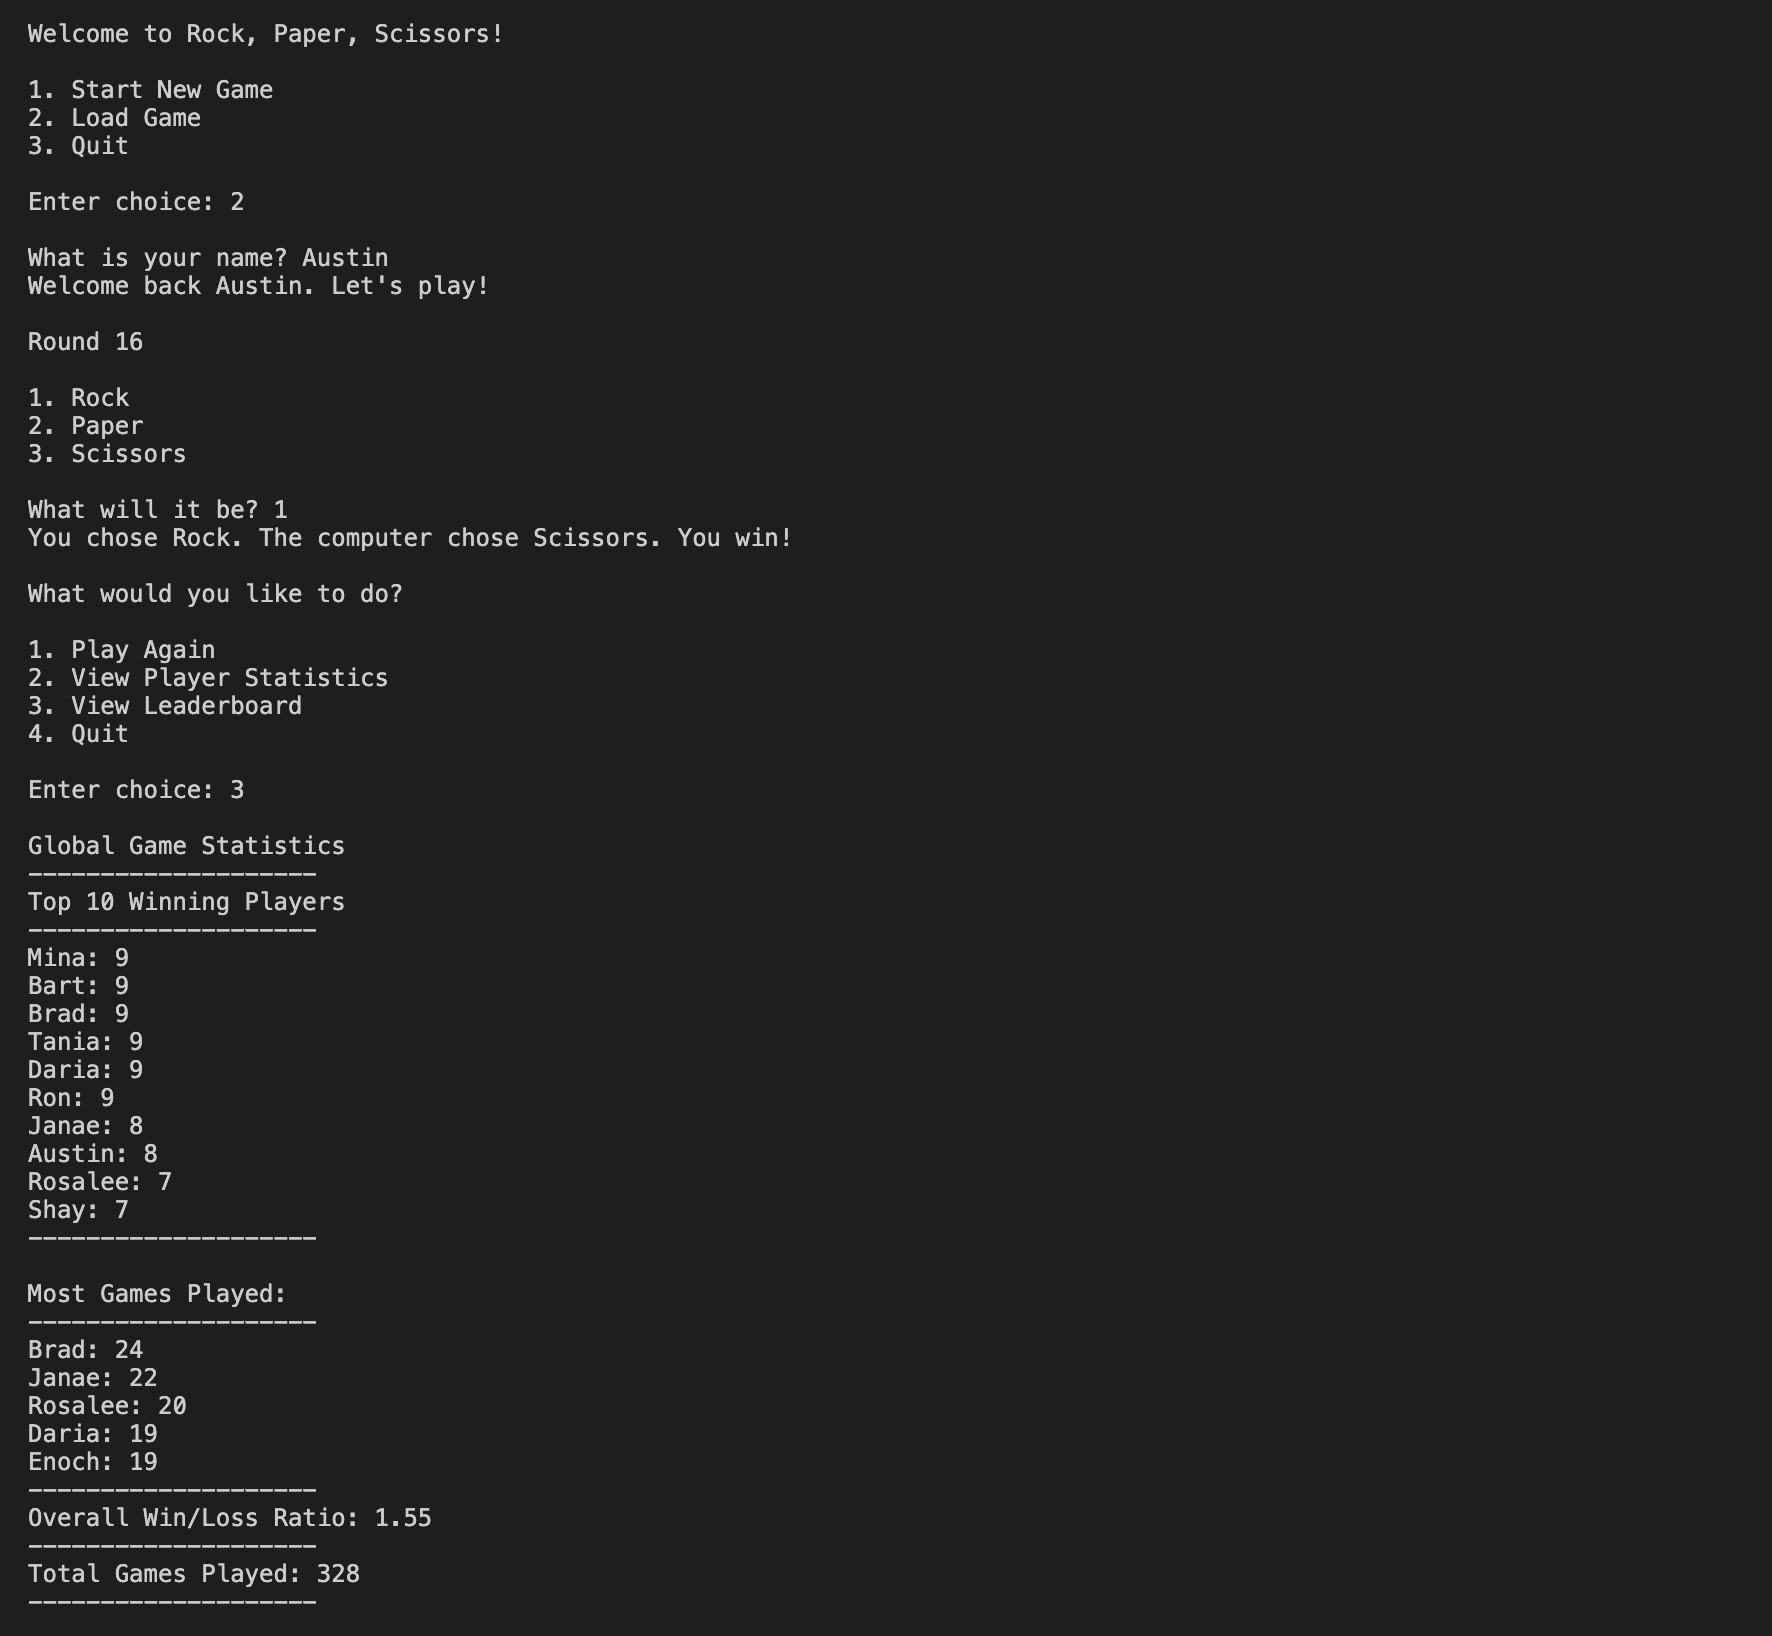 Welcome to Rock, Paper, Scissors!
1. Start New Game
2. Load Game
3. Quit
Enter choice: 2
What is your name? Austin
Welcome back Austin. Let's play!
Round 16
1. Rock
2. Paper
3. Scissors
What will it be? 1
You chose Rock. The computer chose Scissors. You win!
What would you like to do?
1. Play Again
2. View Player Statistics
3. View Leaderboard
4. Quit
Enter choice: 3
Global Game Statistics
--------------------
Top 10 Winning Players
--------------------
Mina: 9
Bart: 9
Brad: 9
Tania: 9
Daria: 9
Ron: 9
Janae: 8
Austin: 8
Rosalee: 7
Shay: 7
--------------------
Most Games Played:
--------------------
Brad: 24
Janae: 22
Rosalee: 20
Daria: 19
Enoch: 19
--------------------
Overall Win/Loss Ratio: 1.55
--------------------
Total Games Played: 328
--------------------